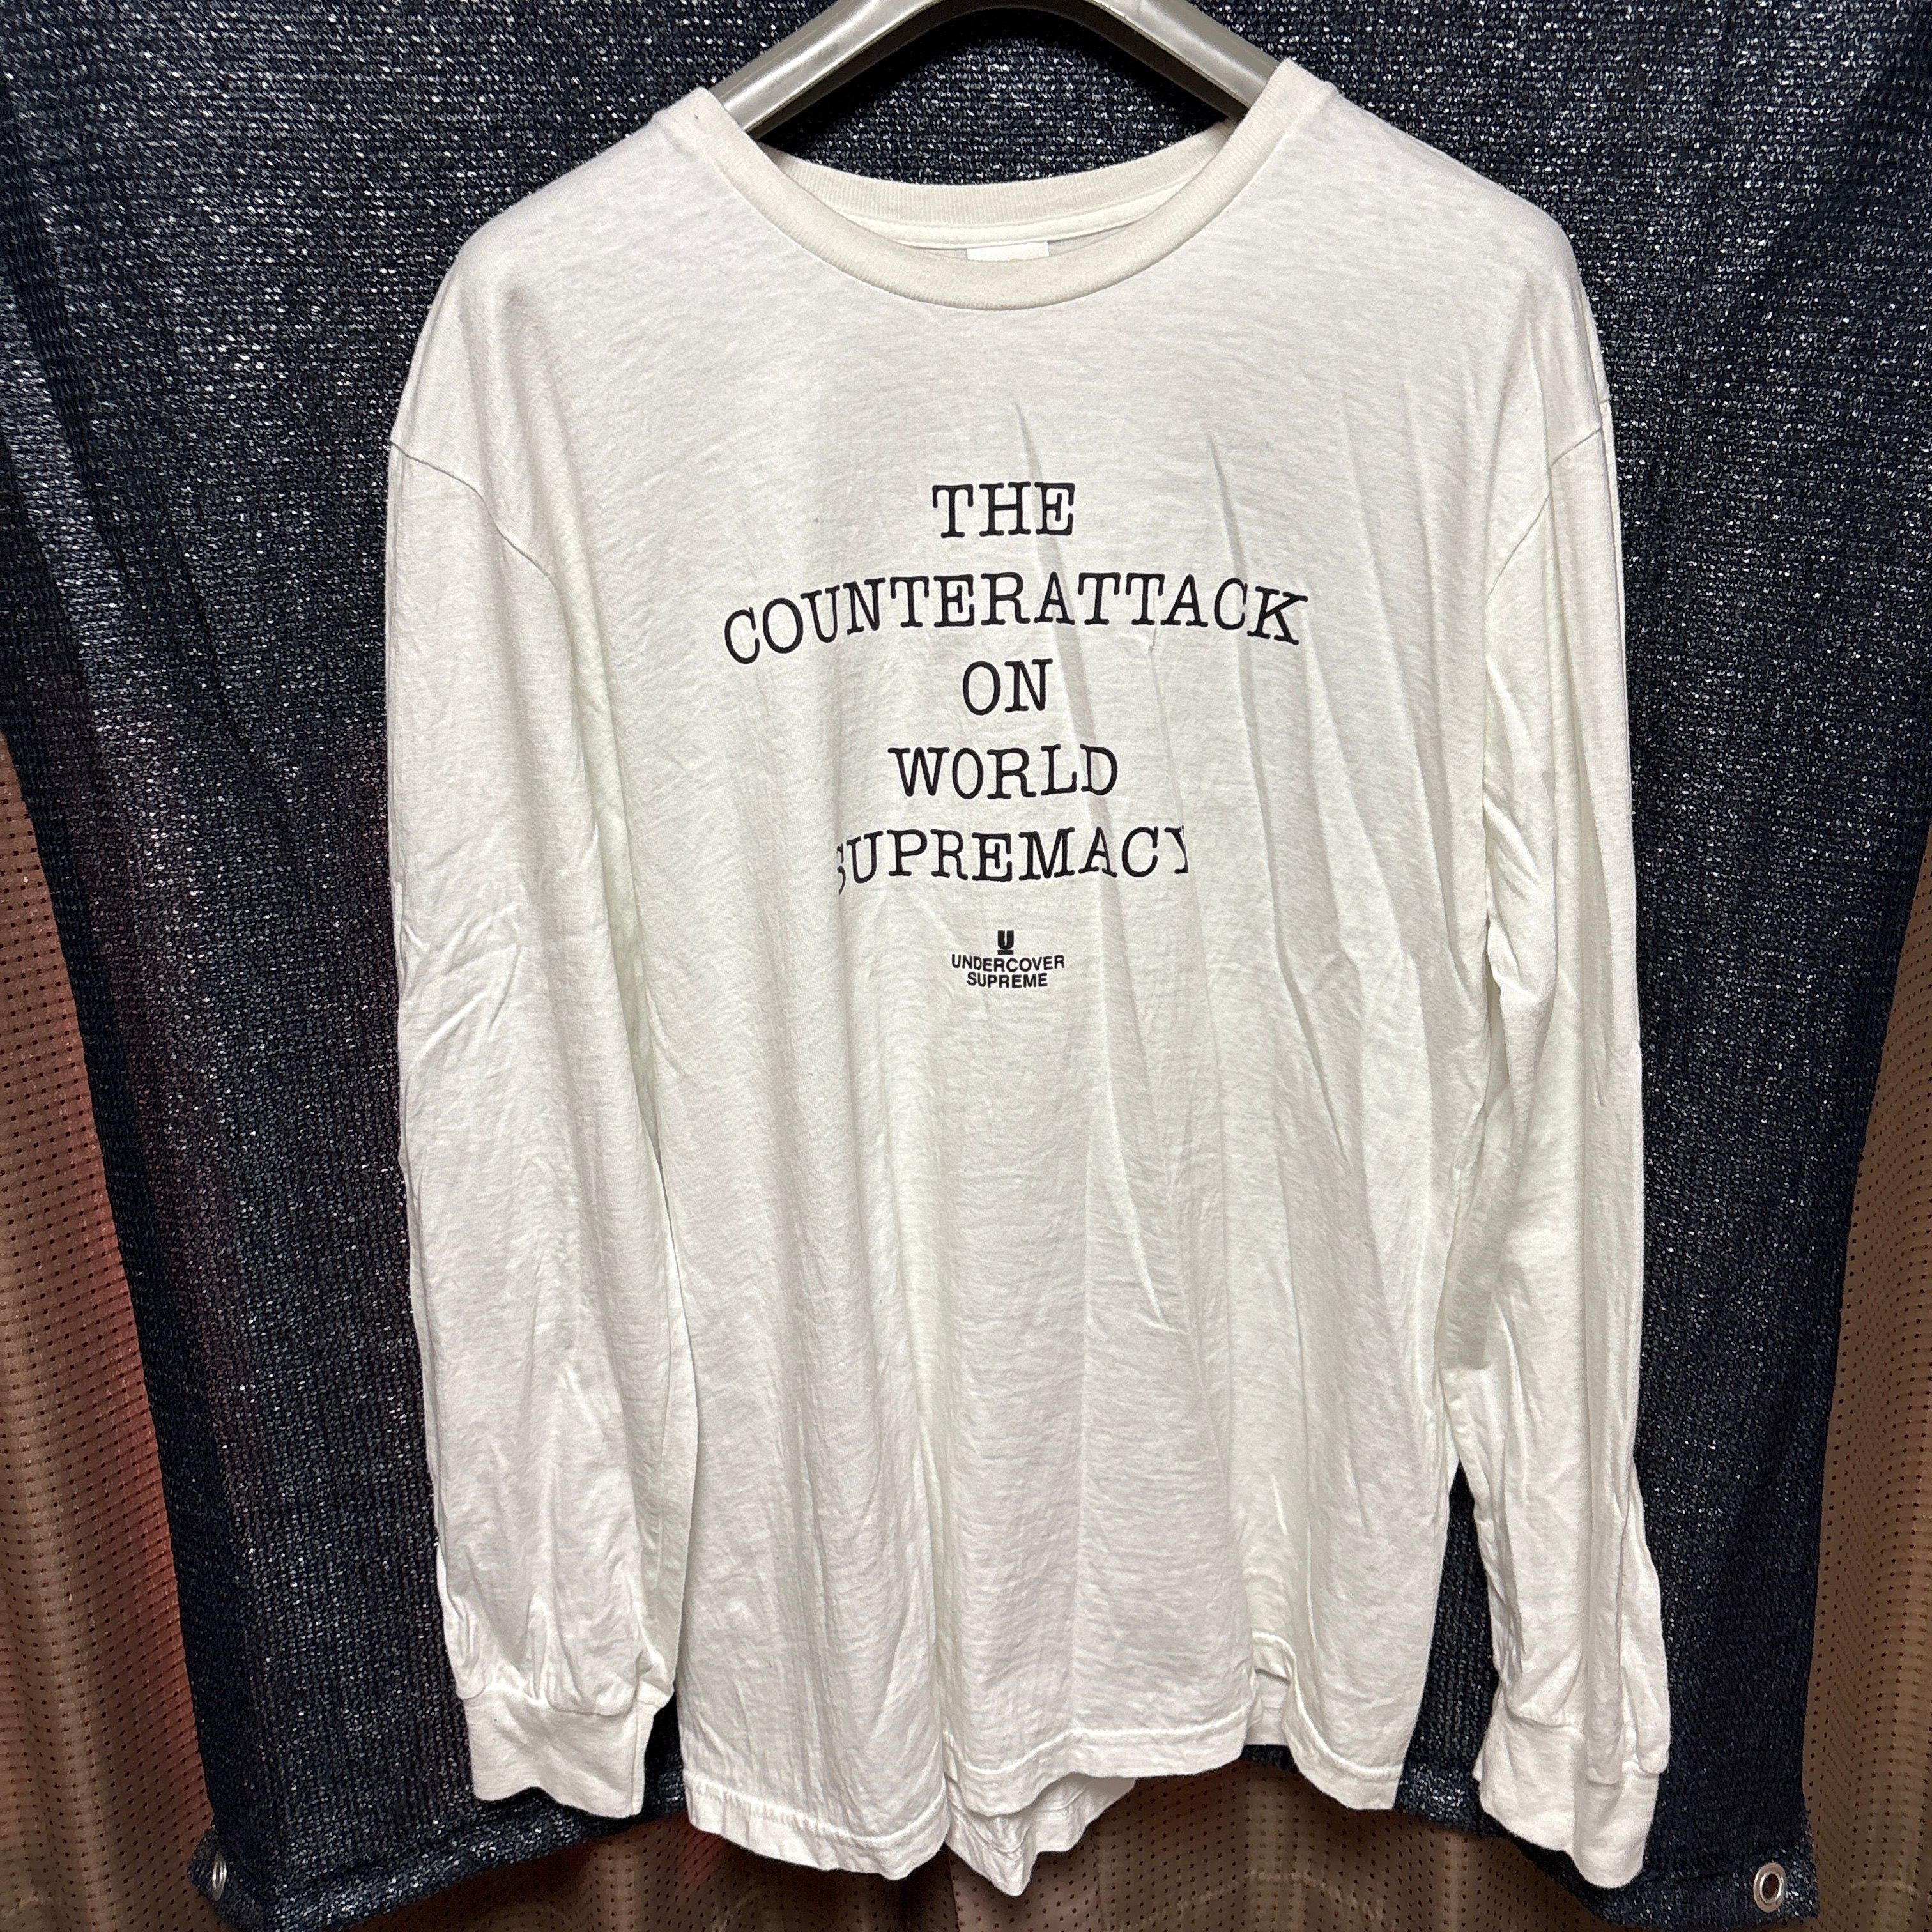 THE
COUNTERATTACK
ON
WORLD
SUPREMACY
U
UNDERCOVER
SUPREME